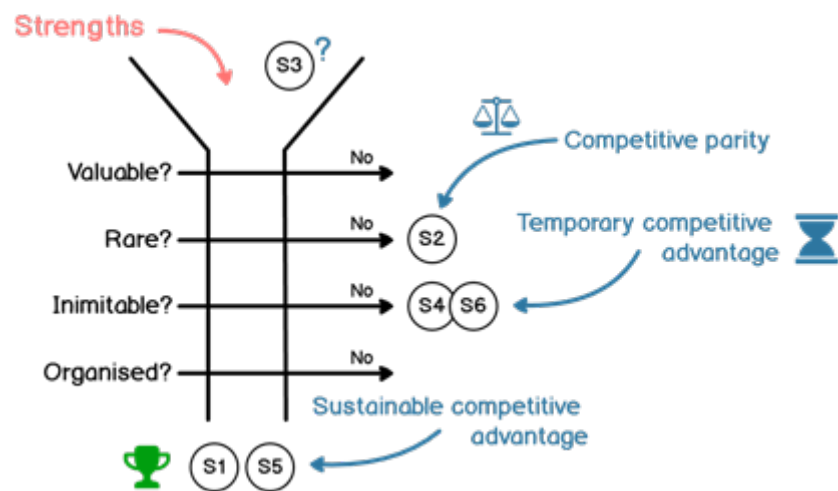 Strengths
S3 ?
Competitive parity
Valuable? No
Rare? No S2
Temporary competitive
advantage
Inimitable? No S4 S6
Organised? No
Sustainable competitive
advantage
S1 S5